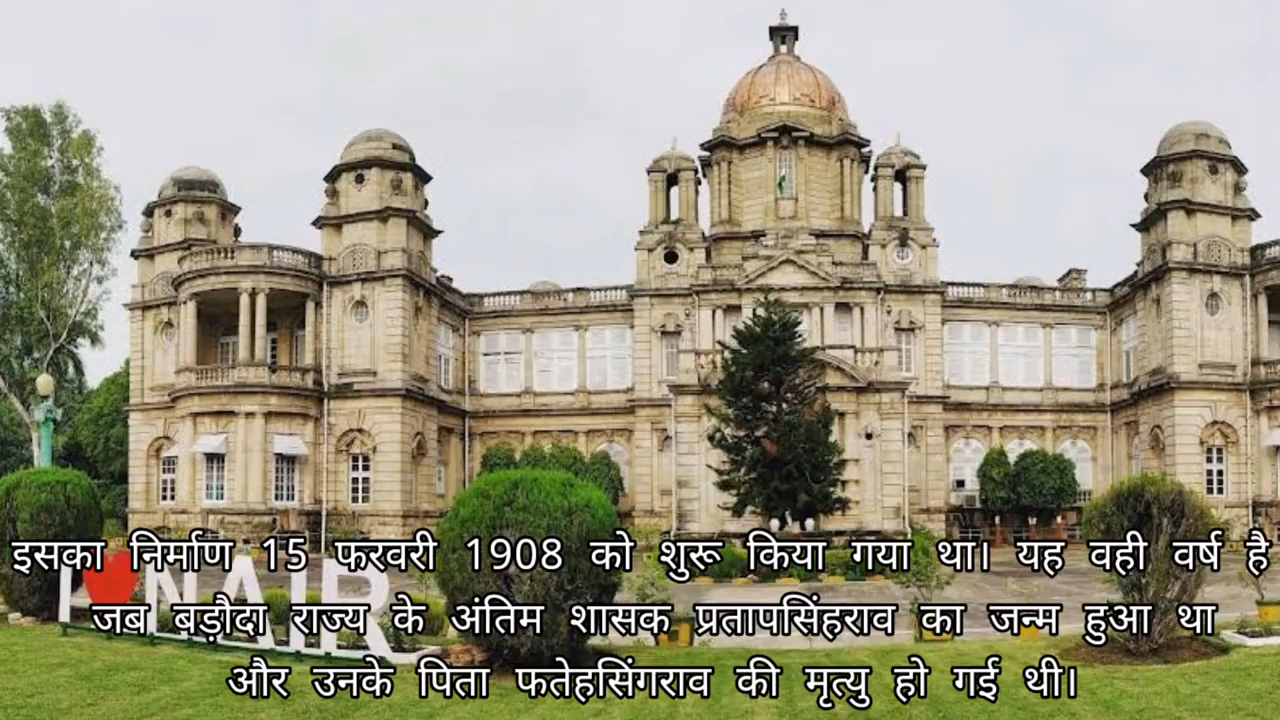 इसका निर्माण 15 फरवरी 1908 को शुरू किया गया था। यह वही वर्ष है
जब बड़ौदा राज्य के अंतिम शासक प्रतापसिंहराव का जन्म हुआ था
और उनके पिता फतेहसिंगराव की मृत्यु हो गई थी।
I NAIR